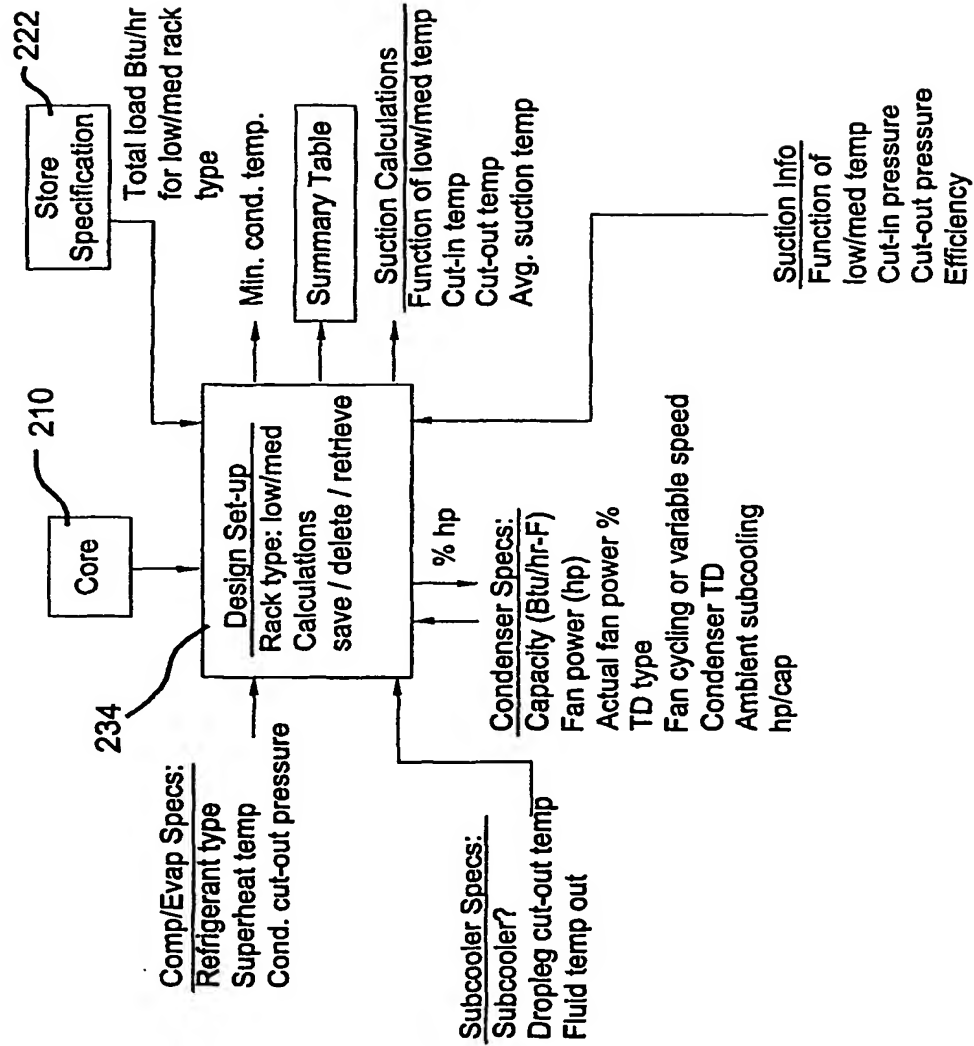 222
Store
Specification
Total load Btu/hr
for low/med rack
type
210
Core
234
Design Set-up
Rack type: low/med
Calculations
save / delete / retrieve
Min. cond. temp.
Summary Table
Suction Calculations
Function of low/med temp
Cut-in temp
Cut-out temp
Avg. suction temp
Comp/Evap Specs:
Refrigerant type
Superheat temp
Cond. cut-out pressure
% hp
Condenser Specs:
Capacity (Btu/hr-F)
Fan power (hp)
Actual fan power %
TD type
Fan cycling or variable speed
Condenser TD
Ambient subcooling
hp/cap
Subcooler Specs:
Subcooler?
Dropleg cut-out temp
Fluid temp out
Suction Info
Function of
low/med temp
Cut-in pressure
Cut-out pressure
Efficiency